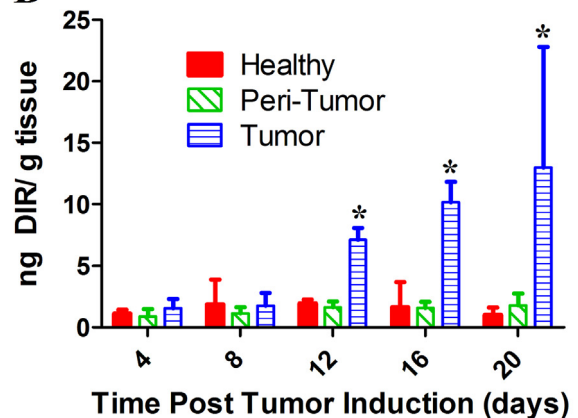 25
20
15
10
5
0
ng DIR/ g tissue
Healthy
Peri-Tumor
Tumor
* * *
4 8 12 16 20
Time Post Tumor Induction (days)